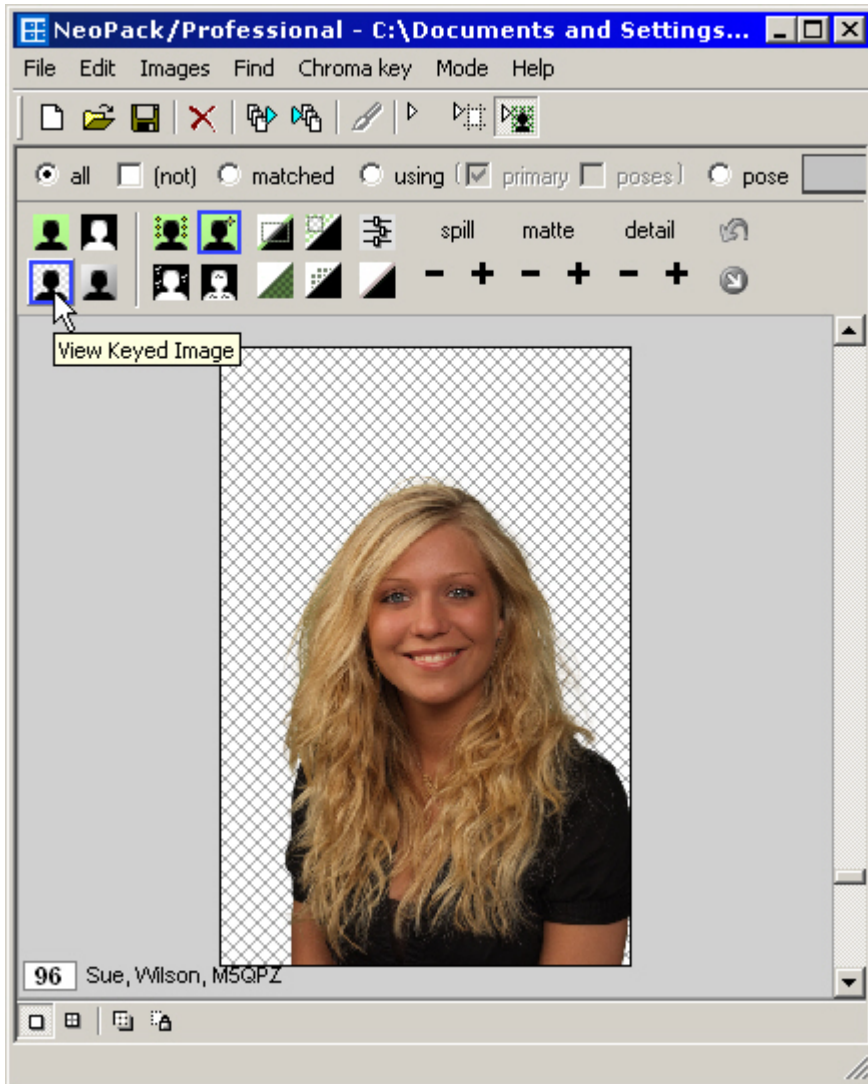 NeoPack/Professional - C:\Documents and Settings...
File Edit Images Find Chroma key Mode Help
all (not) matched using ( primary poses) pose
spill matte detail
- + - + - +
View Keyed Image
96 Sue, Wilson, M5QPZ